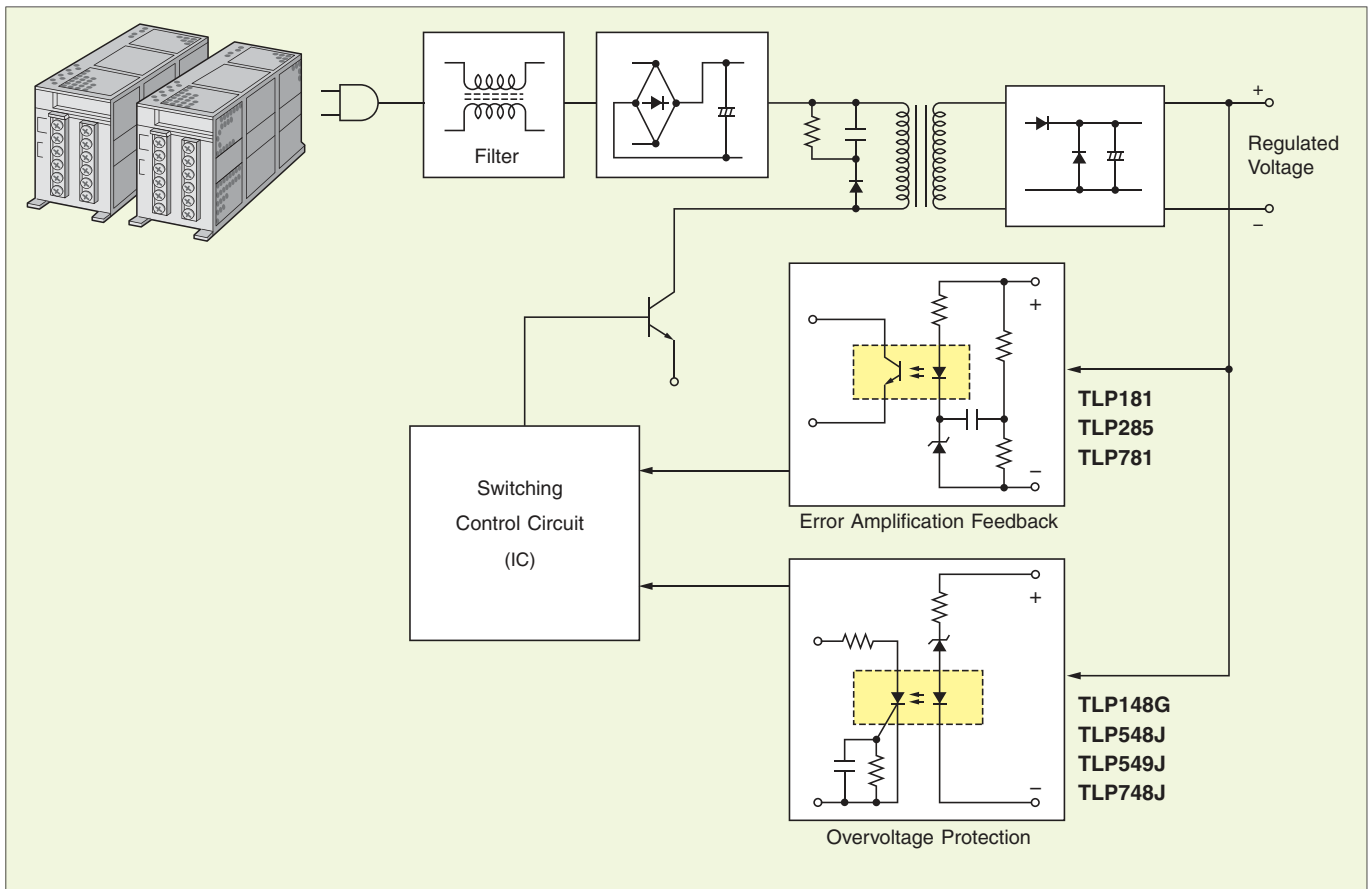 Filter
+
Regulated
Voltage
−
+
TLP181
TLP285
TLP781
−
Error Amplification Feedback
Switching
Control Circuit
(IC)
+
TLP148G
TLP548J
TLP549J
TLP748J
−
Overvoltage Protection